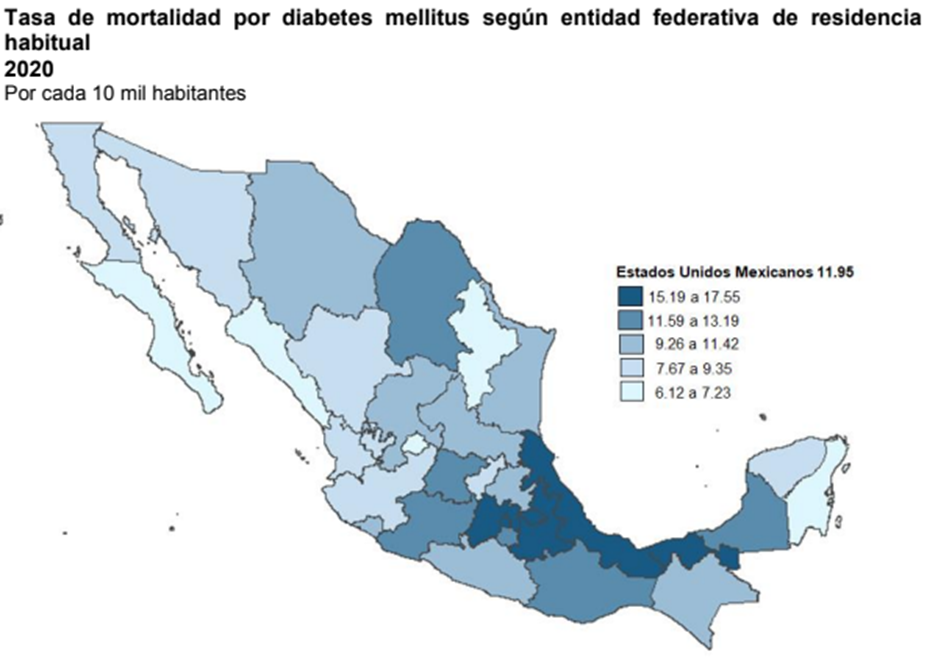 Tasa de mortalidad por diabetes mellitus según entidad federativa de residencia
habitual
2020
Por cada 10 mil habitantes
Estados Unidos Mexicanos 11.95
15.19 a 17.55
11.59 a 13.19
9.26 a 11.42
7.67 a 9.35
6.12 a 7.23